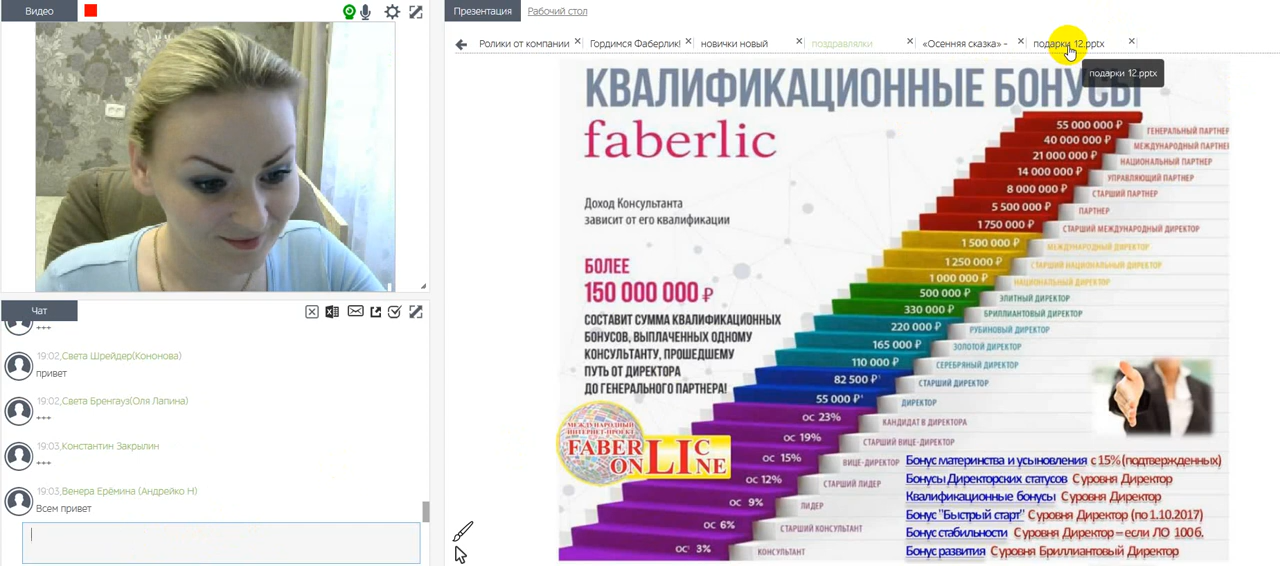 Видео
Презентация
Рабочий стол
Ролики от компании
Гордимся Фаберлик!
новички новый
поздравлялки
«Осенняя сказка» -
подарки 12.pptx
подарки 12.pptx
КВАЛИФИКАЦИОННЫЕ БОНУСЫ
faberlic
Доход Консультанта
зависит от его квалификации
БОЛЕЕ
150 000 000 ₽
СОСТАВИТ СУММА КВАЛИФИКАЦИОННЫХ
БОНУСОВ, ВЫПЛАЧЕННЫХ ОДНОМУ
КОНСУЛЬТАНТУ, ПРОШЕДШЕМУ
ПУТЬ ОТ ДИРЕКТОРА
ДО ГЕНЕРАЛЬНОГО ПАРТНЕРА!
55 000 000 ₽ ГЕНЕРАЛЬНЫЙ ПАРТНЕР
40 000 000 ₽ МЕЖДУНАРОДНЫЙ ПАРТНЕР
21 000 000 ₽ НАЦИОНАЛЬНЫЙ ПАРТНЕР
14 000 000 ₽ УПРАВЛЯЮЩИЙ ПАРТНЕР
8 000 000 ₽ СТАРШИЙ ПАРТНЕР
5 500 000 ₽ ПАРТНЕР
1 750 000 ₽ СТАРШИЙ МЕЖДУНАРОДНЫЙ ДИРЕКТОР
1 500 000 ₽ МЕЖДУНАРОДНЫЙ ДИРЕКТОР
1 250 000 ₽ СТАРШИЙ НАЦИОНАЛЬНЫЙ ДИРЕКТОР
1 000 000 ₽ НАЦИОНАЛЬНЫЙ ДИРЕКТОР
500 000 ₽ ЭЛИТНЫЙ ДИРЕКТОР
330 000 ₽ БРИЛЛИАНТОВЫЙ ДИРЕКТОР
220 000 ₽ РУБИНОВЫЙ ДИРЕКТОР
165 000 ₽ ЗОЛОТОЙ ДИРЕКТОР
110 000 ₽ СЕРЕБРЯНЫЙ ДИРЕКТОР
82 500 ₽¹ СТАРШИЙ ДИРЕКТОР
55 000 ₽¹ ДИРЕКТОР
ОС 23% КАНДИДАТ В ДИРЕКТОРА
ОС 19% СТАРШИЙ ВИЦЕ-ДИРЕКТОР
ОС 15% ВИЦЕ-ДИРЕКТОР
ОС 12% СТАРШИЙ ЛИДЕР
ОС 9% ЛИДЕР
ОС 6% СТАРШИЙ КОНСУЛЬТАНТ
ОС¹ 3% КОНСУЛЬТАНТ
МЕЖДУНАРОДНЫЙ
ИНТЕРНЕТ-ПРОЕКТ
FABERLIC
ONLINE
Бонус материнства и усыновления с 15% (подтвержденных)
Бонусы Директорских статусов С уровня Директор
Квалификационные бонусы С уровня Директор
Бонус "Быстрый старт" С уровня Директор (по 1.10.2017)
Бонус стабильности С уровня Директор – если ЛО 100 б.
Бонус развития С уровня Бриллиантовый Директор
Чат
+++
19:02,Света Шрейдер(Кононова)
привет
19:02,Света Бренгауз(Оля Лапина)
+++
19:03,Константин Закрылин
+++
19:03,Венера Ерёмина (Андрейко Н)
Всем привет